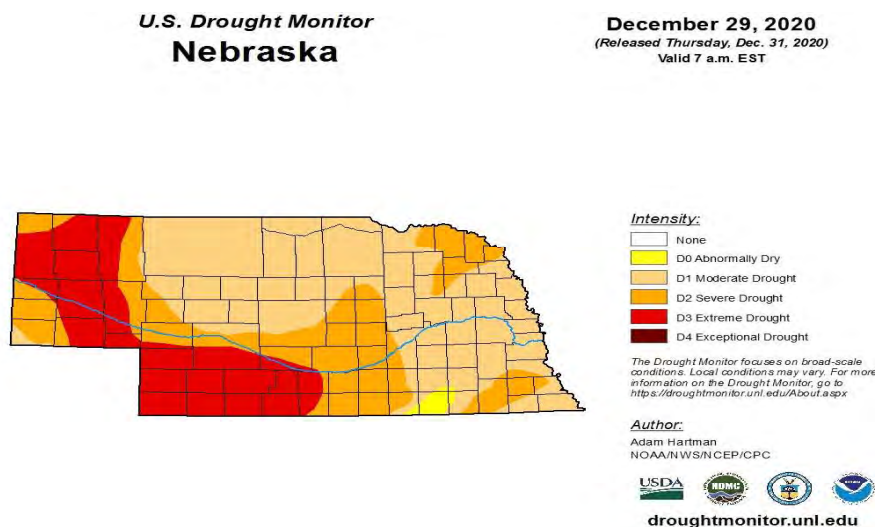 U.S. Drought Monitor
Nebraska
December 29, 2020
(Released Thursday, Dec. 31, 2020)
Valid 7 a.m. EST
Intensity:
None
D0 Abnormally Dry
D1 Moderate Drought
D2 Severe Drought
D3 Extreme Drought
D4 Exceptional Drought
The Drought Monitor focuses on broad-scale
conditions. Local conditions may vary. For more
information on the Drought Monitor, go to
https://droughtmonitor.unl.edu/About.aspx
Author:
Adam Hartman
NOAA/NWS/NCEP/CPC
USDA
NDMC
droughtmonitor.unl.edu